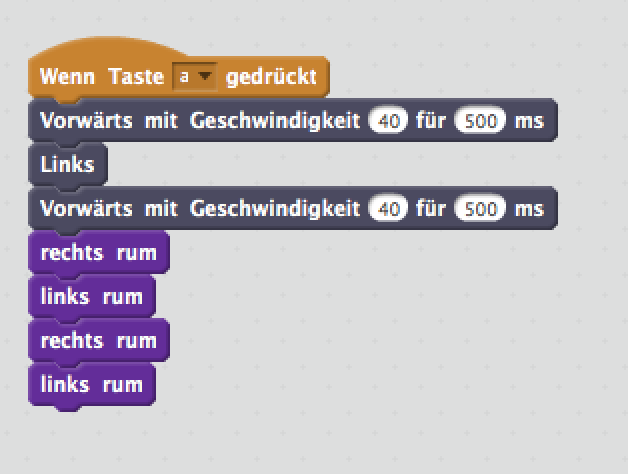 Wenn Taste a gedrückt
Vorwärts mit Geschwindigkeit 40 für 500 ms
Links
Vorwärts mit Geschwindigkeit 40 für 500 ms
rechts rum
links rum
rechts rum
links rum